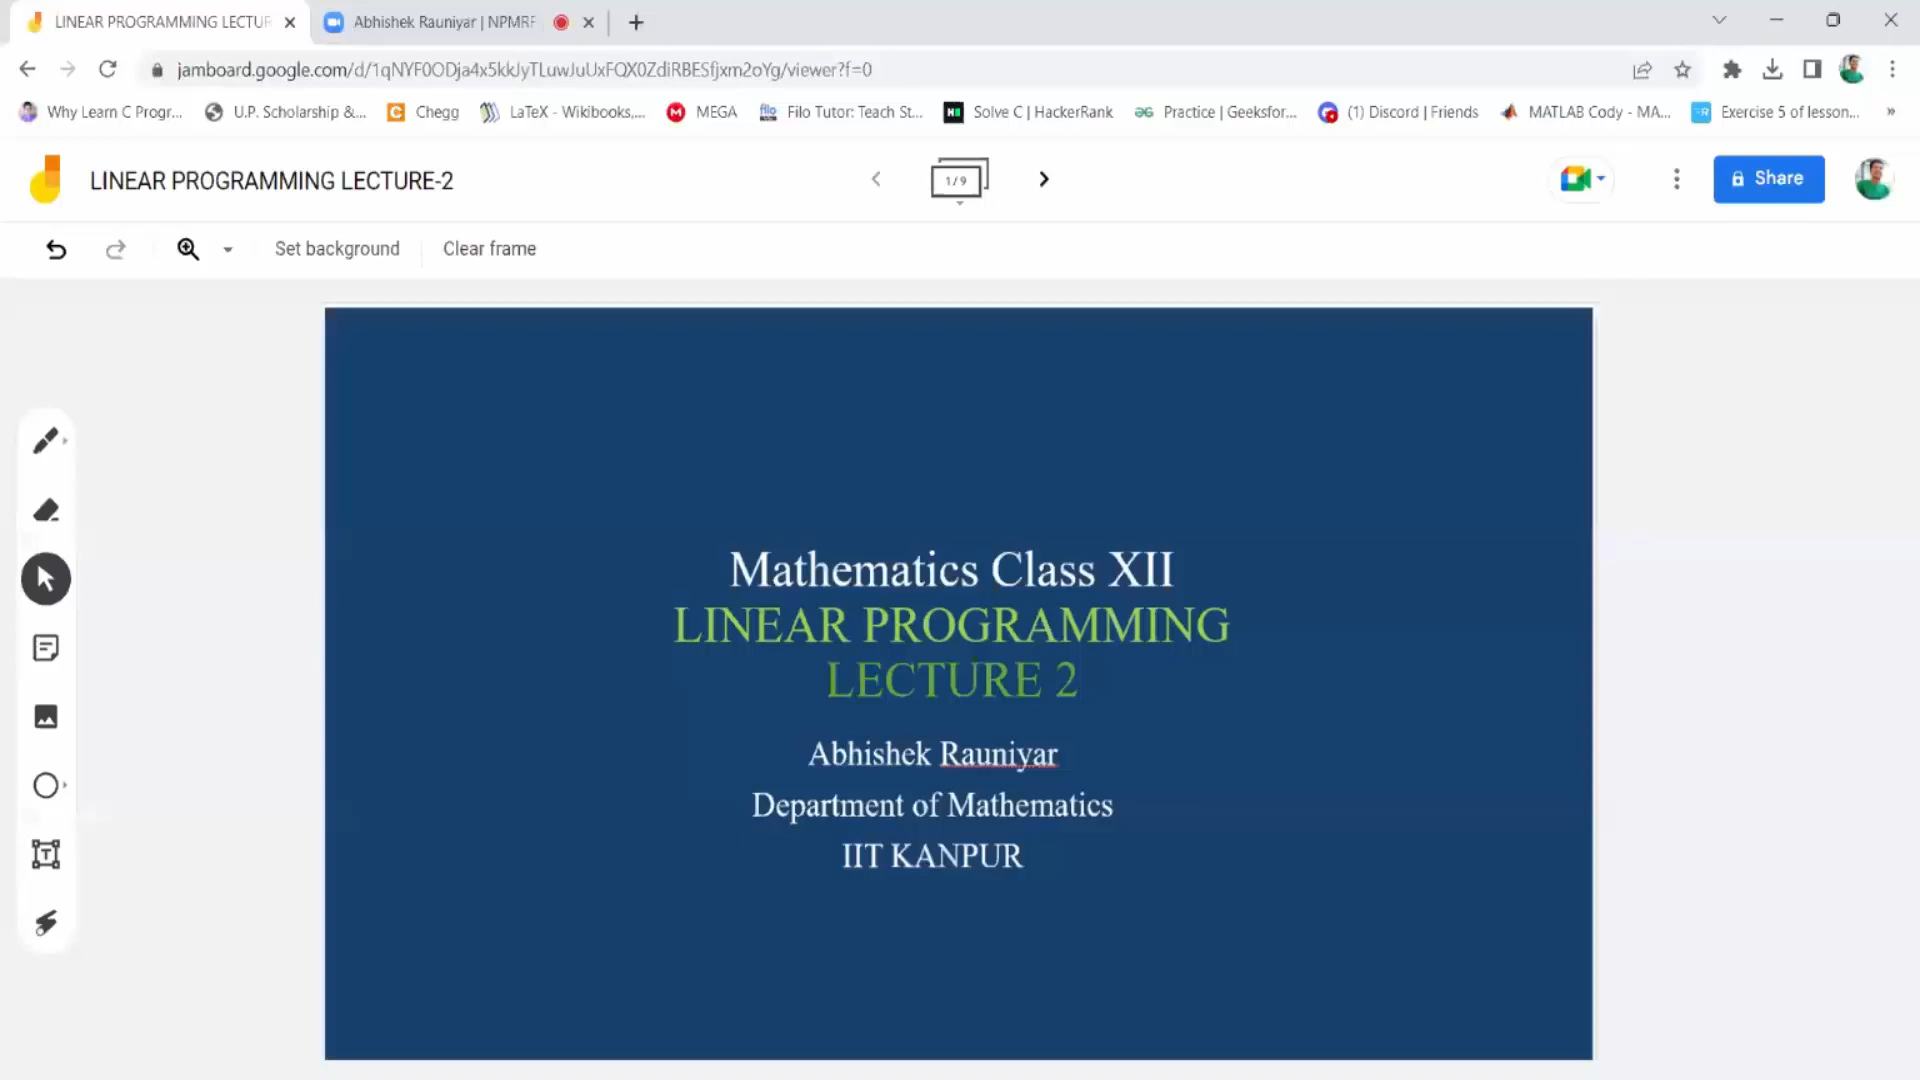 LINEAR PROGRAMMING LECTUR
Abhishek Rauniyar | NPMRF
jamboard.google.com/d/1qNYF0ODja4x5kkJyTLuwJuUxFQX0ZdiRBESfjxm2oYg/viewer?f=0
Why Learn C Progr... U.P. Scholarship &... Chegg LaTeX - Wikibooks,... MEGA Filo Tutor: Teach St... Solve C | HackerRank Practice | Geeksfor... (1) Discord | Friends MATLAB Cody - MA... Exercise 5 of lesson... »
LINEAR PROGRAMMING LECTURE-2
1/9
Share
Set background
Clear frame
Mathematics Class XII
LINEAR PROGRAMMING
LECTURE 2
Abhishek Rauniyar
Department of Mathematics
IIT KANPUR